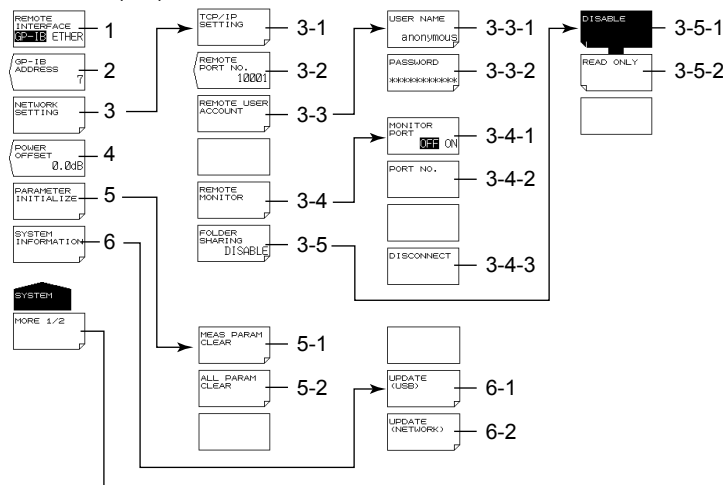 REMOTE
INTERFACE
GP-IB ETHER
1
GP-IB
ADDRESS
7
2
NETWORK
SETTING
3
POWER
OFFSET
0.0dB
4
PARAMETER
INITIALIZE
5
SYSTEM
INFORMATION
6
SYSTEM
MORE 1/2
TCP/IP
SETTING
3-1
REMOTE
PORT NO.
10001
3-2
REMOTE USER
ACCOUNT
3-3
REMOTE
MONITOR
3-4
FOLDER
SHARING
DISABLE
3-5
MEAS PARAM
CLEAR
5-1
ALL PARAM
CLEAR
5-2
USER NAME
anonymous
3-3-1
PASSWORD
***********
3-3-2
MONITOR
PORT
OFF ON
3-4-1
PORT NO.
3-4-2
DISCONNECT
3-4-3
UPDATE
(USB)
6-1
UPDATE
(NETWORK)
6-2
DISABLE
3-5-1
READ ONLY
3-5-2